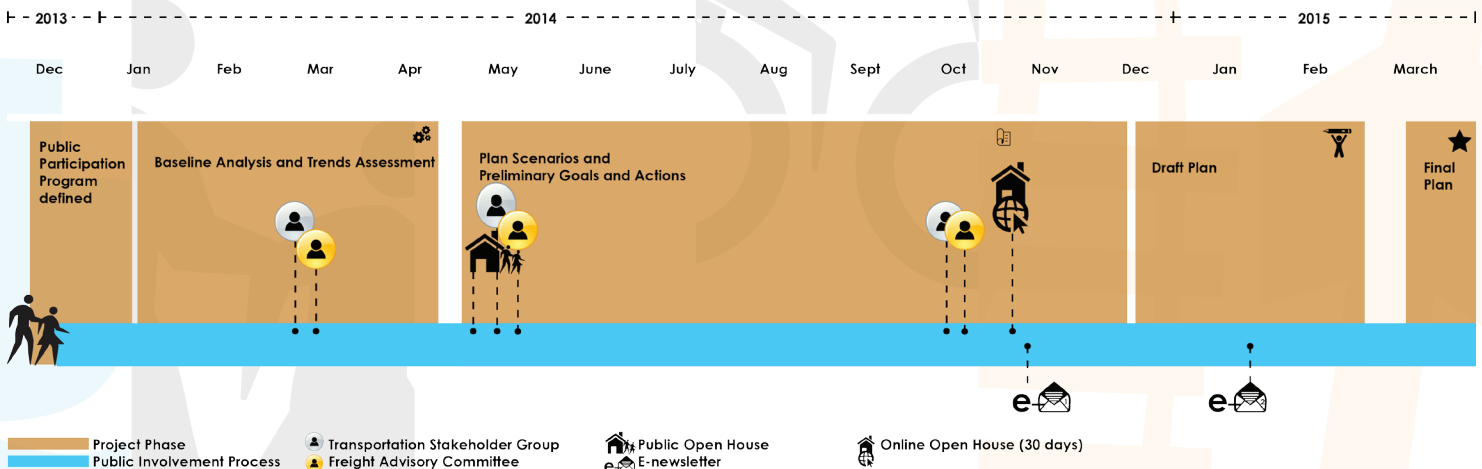 2013
2014
2015
Dec Jan Feb Mar Apr May June July Aug Sept Oct Nov Dec Jan Feb March
Public
Participation
Program
defined
Baseline Analysis and Trends Assessment
Plan Scenarios and
Preliminary Goals and Actions
Draft Plan
Final
Plan
e-
1
e-
2
Project Phase
Public Involvement Process
Transportation Stakeholder Group
Freight Advisory Committee
Public Open House
e-
E-newsletter
Online Open House (30 days)